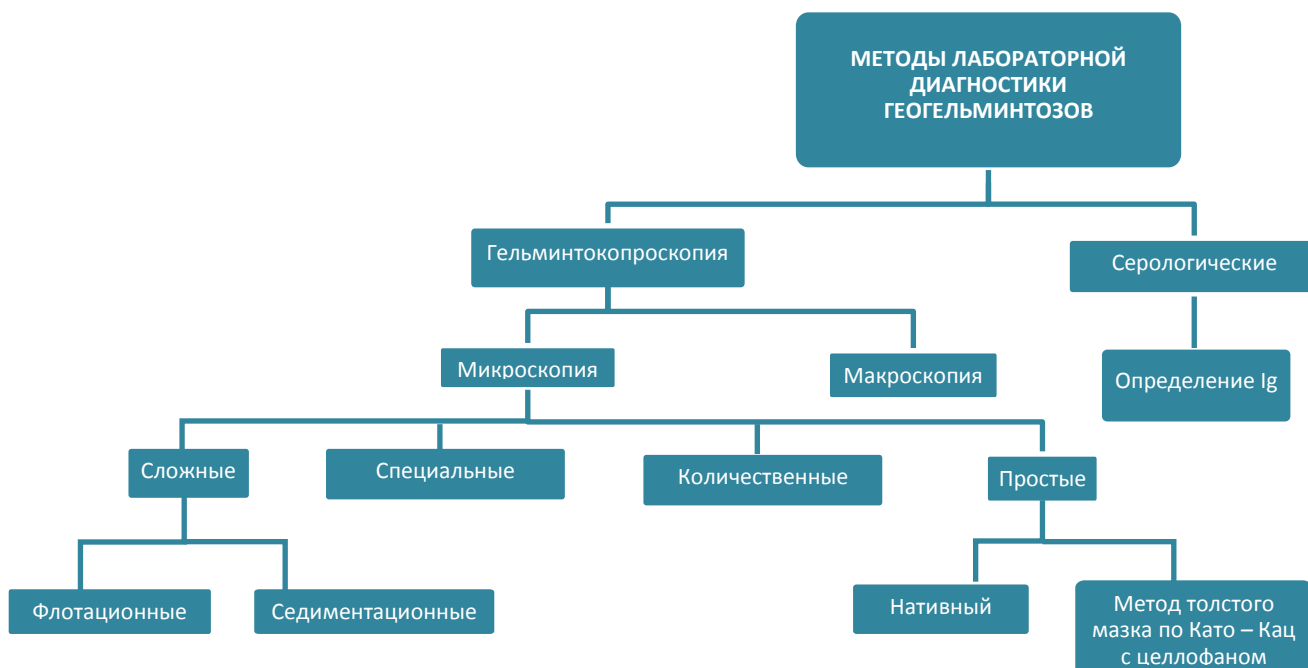 МЕТОДЫ ЛАБОРАТОРНОЙ
ДИАГНОСТИКИ
ГЕОГЕЛЬМИНТОЗОВ
Гельминтокопроскопия
Серологические
Микроскопия
Макроскопия
Определение Ig
Сложные
Специальные
Количественные
Простые
Флотационные
Седиментационные
Нативный
Метод толстого
мазка по Като – Кац
с целлофаном